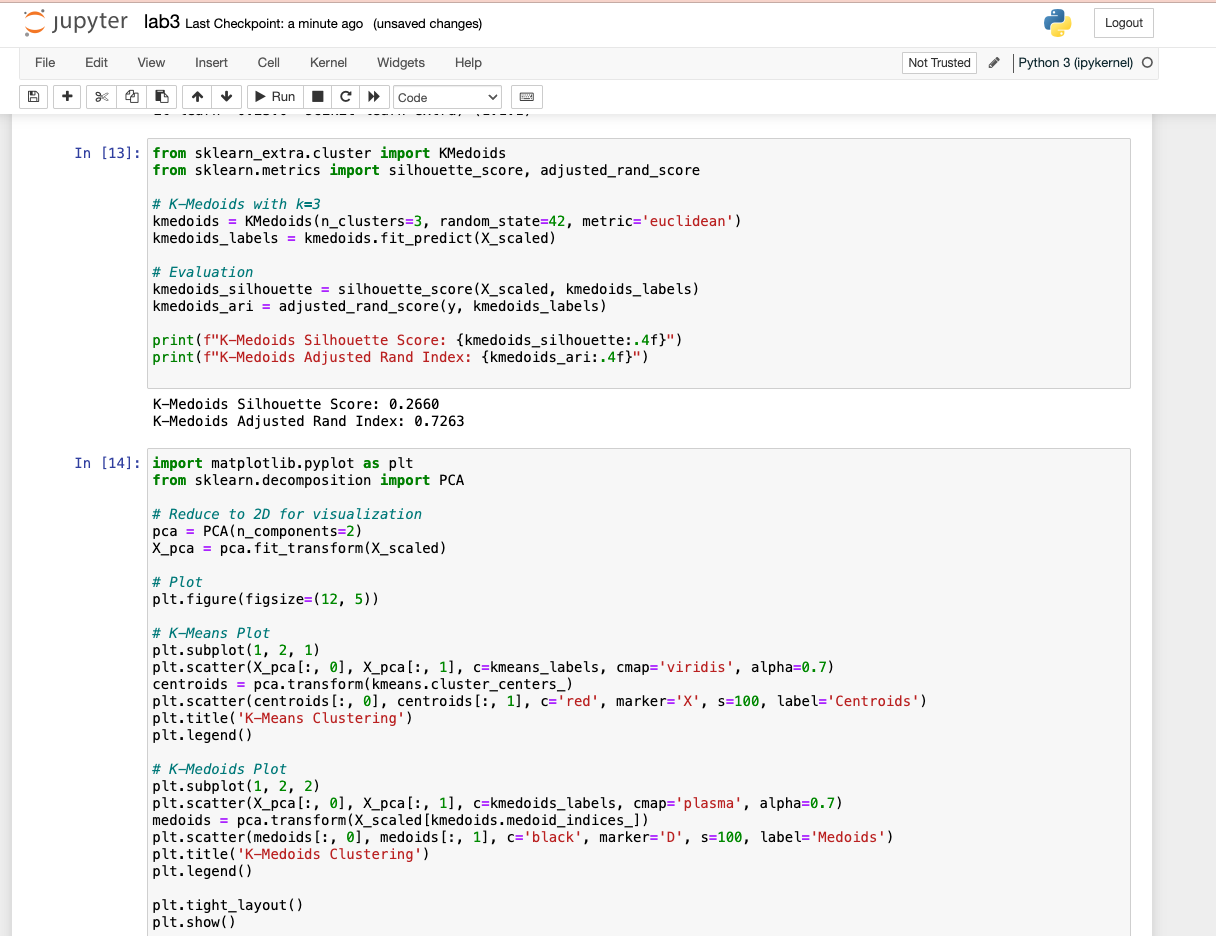 jupyter lab3 Last Checkpoint: a minute ago (unsaved changes)
Logout
File Edit View Insert Cell Kernel Widgets Help
Not Trusted
Python 3 (ipykernel)
Run
Code
In [13]:
from sklearn_extra.cluster import KMedoids
from sklearn.metrics import silhouette_score, adjusted_rand_score

# K-Medoids with k=3
kmedoids = KMedoids(n_clusters=3, random_state=42, metric='euclidean')
kmedoids_labels = kmedoids.fit_predict(X_scaled)

# Evaluation
kmedoids_silhouette = silhouette_score(X_scaled, kmedoids_labels)
kmedoids_ari = adjusted_rand_score(y, kmedoids_labels)

print(f"K-Medoids Silhouette Score: {kmedoids_silhouette:.4f}")
print(f"K-Medoids Adjusted Rand Index: {kmedoids_ari:.4f}")

K-Medoids Silhouette Score: 0.2660
K-Medoids Adjusted Rand Index: 0.7263

In [14]:
import matplotlib.pyplot as plt
from sklearn.decomposition import PCA

# Reduce to 2D for visualization
pca = PCA(n_components=2)
X_pca = pca.fit_transform(X_scaled)

# Plot
plt.figure(figsize=(12, 5))

# K-Means Plot
plt.subplot(1, 2, 1)
plt.scatter(X_pca[:, 0], X_pca[:, 1], c=kmeans_labels, cmap='viridis', alpha=0.7)
centroids = pca.transform(kmeans.cluster_centers_)
plt.scatter(centroids[:, 0], centroids[:, 1], c='red', marker='X', s=100, label='Centroids')
plt.title('K-Means Clustering')
plt.legend()

# K-Medoids Plot
plt.subplot(1, 2, 2)
plt.scatter(X_pca[:, 0], X_pca[:, 1], c=kmedoids_labels, cmap='plasma', alpha=0.7)
medoids = pca.transform(X_scaled[kmedoids.medoid_indices_])
plt.scatter(medoids[:, 0], medoids[:, 1], c='black', marker='D', s=100, label='Medoids')
plt.title('K-Medoids Clustering')
plt.legend()

plt.tight_layout()
plt.show()